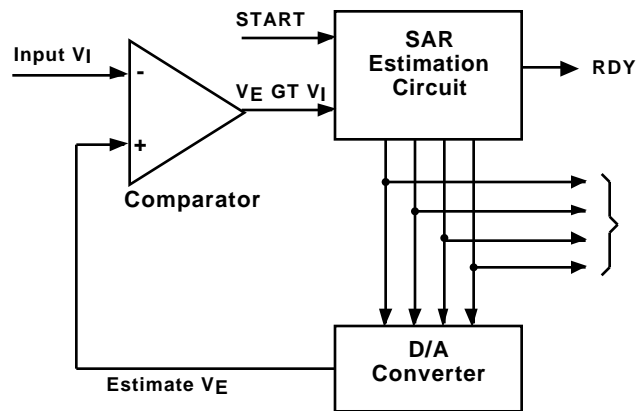 START
Input VI
-
VE GT VI
+
Comparator
SAR
Estimation
Circuit
RDY
D/A
Converter
Estimate VE